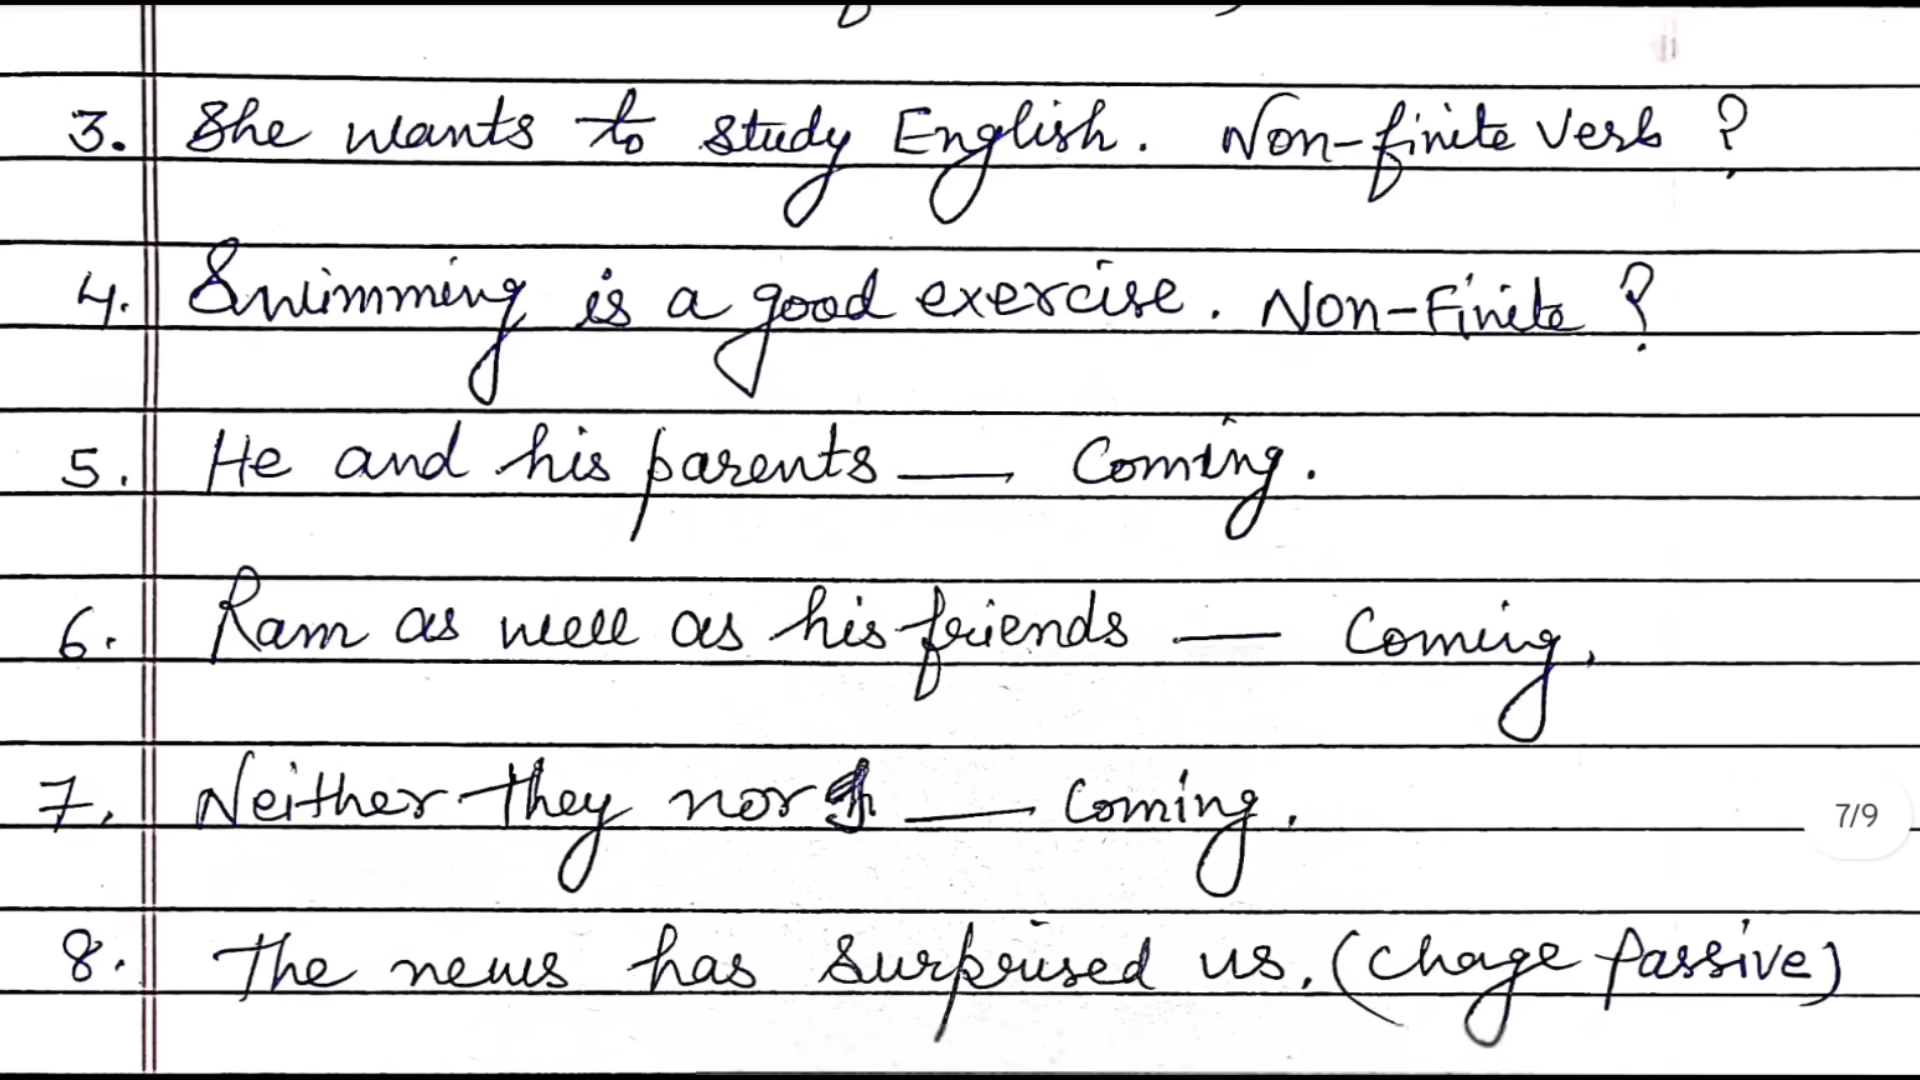 3. She wants to study English. Non-finite Verb ?
4. Swimming is a good exercise. Non-Finite ?
5. He and his parents — Coming.
6. Ram as well as his friends — Coming.
7. Neither they nor — Coming.
7/9
8. The news has surprised us. (Chage Passive)